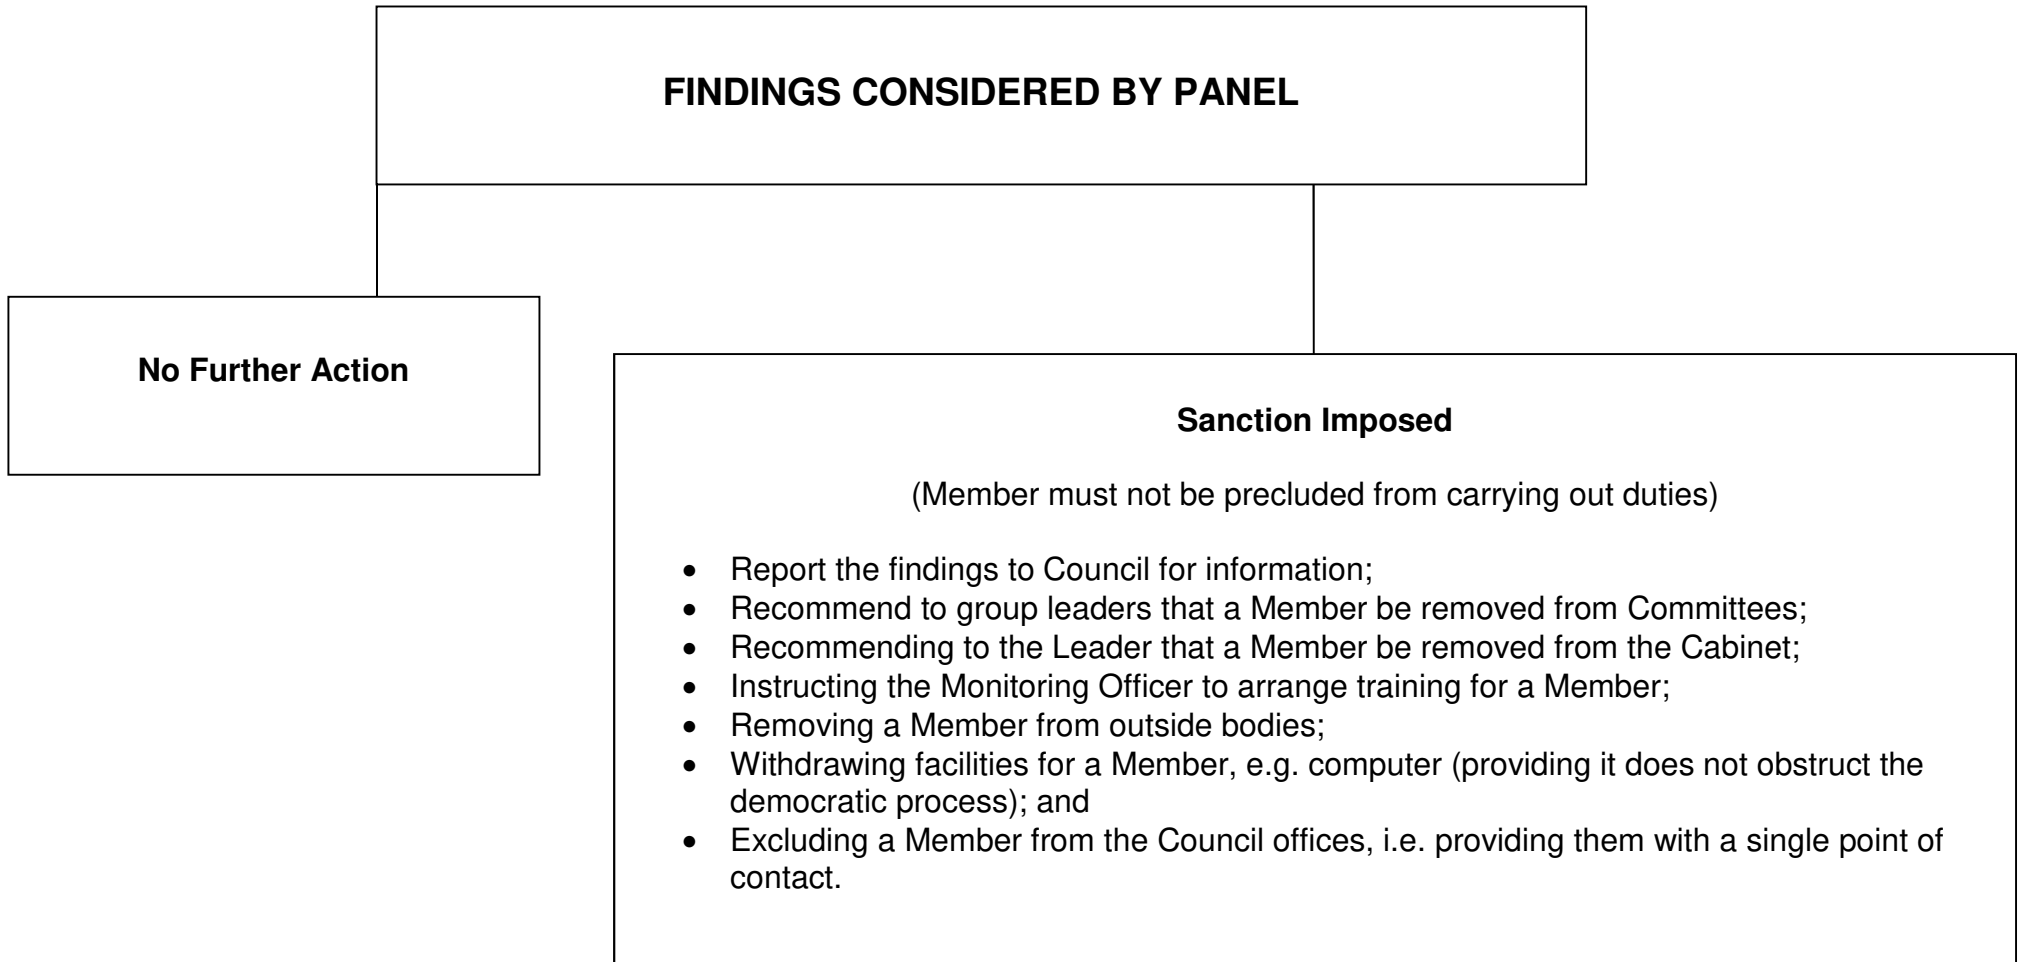 FINDINGS CONSIDERED BY PANEL
No Further Action
Sanction Imposed
(Member must not be precluded from carrying out duties)
• Report the findings to Council for information;
• Recommend to group leaders that a Member be removed from Committees;
• Recommending to the Leader that a Member be removed from the Cabinet;
• Instructing the Monitoring Officer to arrange training for a Member;
• Removing a Member from outside bodies;
• Withdrawing facilities for a Member, e.g. computer (providing it does not obstruct the
democratic process); and
• Excluding a Member from the Council offices, i.e. providing them with a single point of
contact.